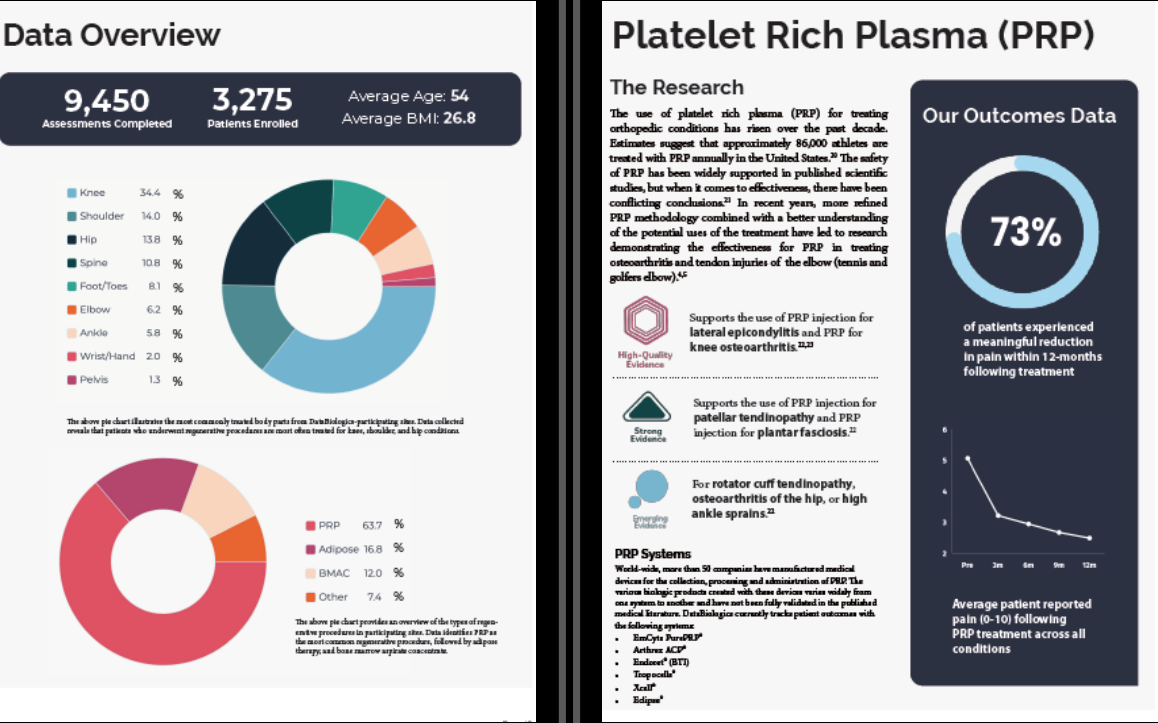 Data Overview
9,450
Assessments Completed
3,275
Patients Enrolled
Average Age: 54
Average BMI: 26.8
Knee 34.4 %
Shoulder 14.0 %
Hip 13.8 %
Spine 10.8 %
Foot/Toes 8.1 %
Elbow 6.2 %
Ankle 5.8 %
Wrist/Hand 2.0 %
Pelvis 1.3 %
The above pie chart illustrates the most commonly treated body parts from DataBiologics-participating sites. Data collected
reveals that patients who underwent regenerative procedures are most often treated for knee, shoulder, and hip conditions.
PRP 63.7 %
Adipose 16.8 %
BMAC 12.0 %
Other 7.4 %
The above pie chart provides an overview of the types of regen-
erative procedures in participating sites. Data identifies PRP as
the most common regenerative procedure, followed by adipose
therapy, and bone marrow aspirate concentrate.
Platelet Rich Plasma (PRP)
The Research
The use of platelet rich plasma (PRP) for treating
orthopedic conditions has risen over the past decade.
Estimates suggest that approximately 86,000 athletes are
treated with PRP annually in the United States.20 The safety
of PRP has been widely supported in published scientific
studies, but when it comes to effectiveness, there have been
conflicting conclusions.21 In recent years, more refined
PRP methodology combined with a better understanding
of the potential uses of the treatment have led to research
demonstrating the effectiveness for PRP in treating
osteoarthritis and tendon injuries of the elbow (tennis and
golfers elbow).4,5
High-Quality
Evidence
Supports the use of PRP injection for
lateral epicondylitis and PRP for
knee osteoarthritis.22,23
Strong
Evidence
Supports the use of PRP injection for
patellar tendinopathy and PRP
injection for plantar fasciosis.22
Emerging
Evidence
For rotator cuff tendinopathy,
osteoarthritis of the hip, or high
ankle sprains.22
PRP Systems
World-wide, more than 50 companies have manufactured medical
devices for the collection, processing and administration of PRP. The
various biologic products created with these devices varies widely from
one system to another and have not been fully validated in the published
medical literature. DataBiologics currently tracks patient outcomes with
the following systems:
• EmCyte PurePRP®
• Arthrex ACP®
• Endoret® (BTI)
• Tropocells®
• Xcell®
• Eclipse®
Our Outcomes Data
73%
of patients experienced
a meaningful reduction
in pain within 12-months
following treatment
6
5
4
3
2
Pre 3m 6m 9m 12m
Average patient reported
pain (0-10) following
PRP treatment across all
conditions